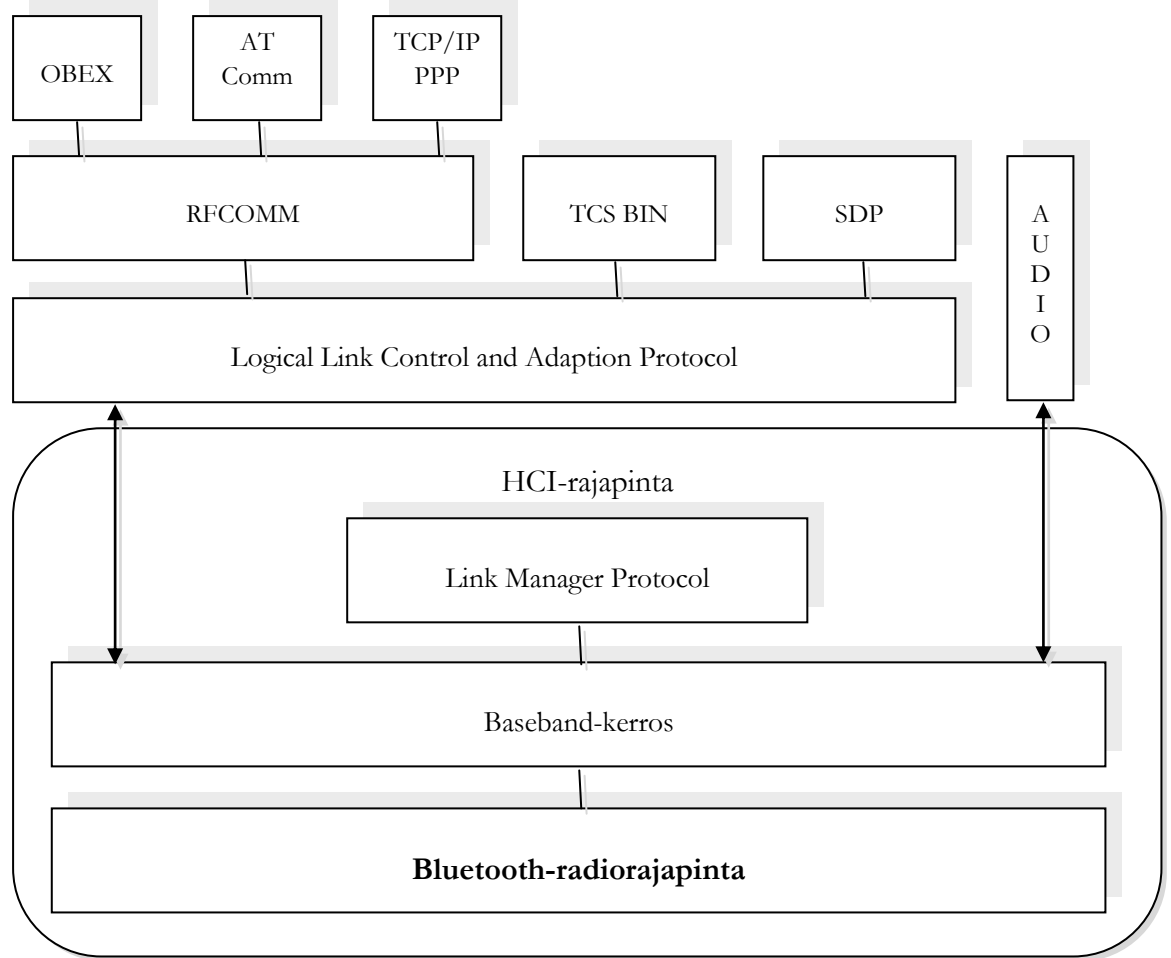 OBEX
AT
Comm
TCP/IP
PPP
RFCOMM
TCS BIN
SDP
A
U
D
I
O
Logical Link Control and Adaption Protocol
HCI-rajapinta
Link Manager Protocol
Baseband-kerros
Bluetooth-radiorajapinta